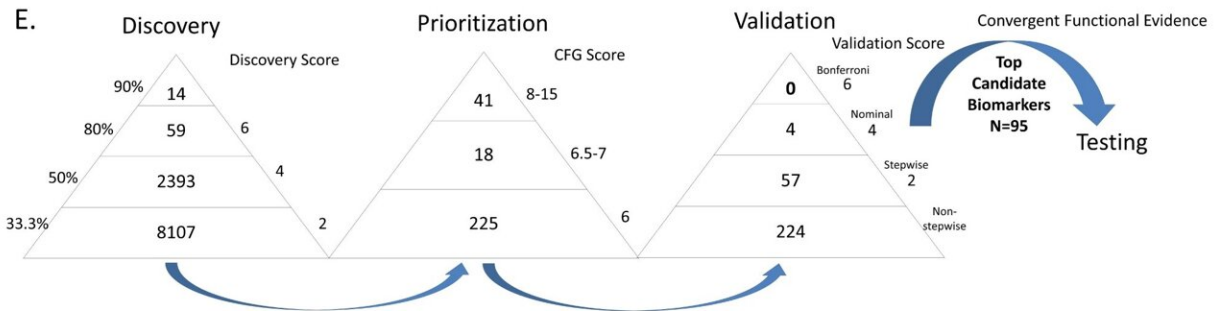 E.
Discovery
Discovery Score
90%
14
80%
59
6
50%
2393
4
33.3%
8107
2
Prioritization
CFG Score
41
8-15
18
6.5-7
225
6
Validation
Validation Score
0
Bonferroni
6
4
Nominal
4
57
Stepwise
2
224
Non-
stepwise
Convergent Functional Evidence
Top
Candidate
Biomarkers
N=95
Testing